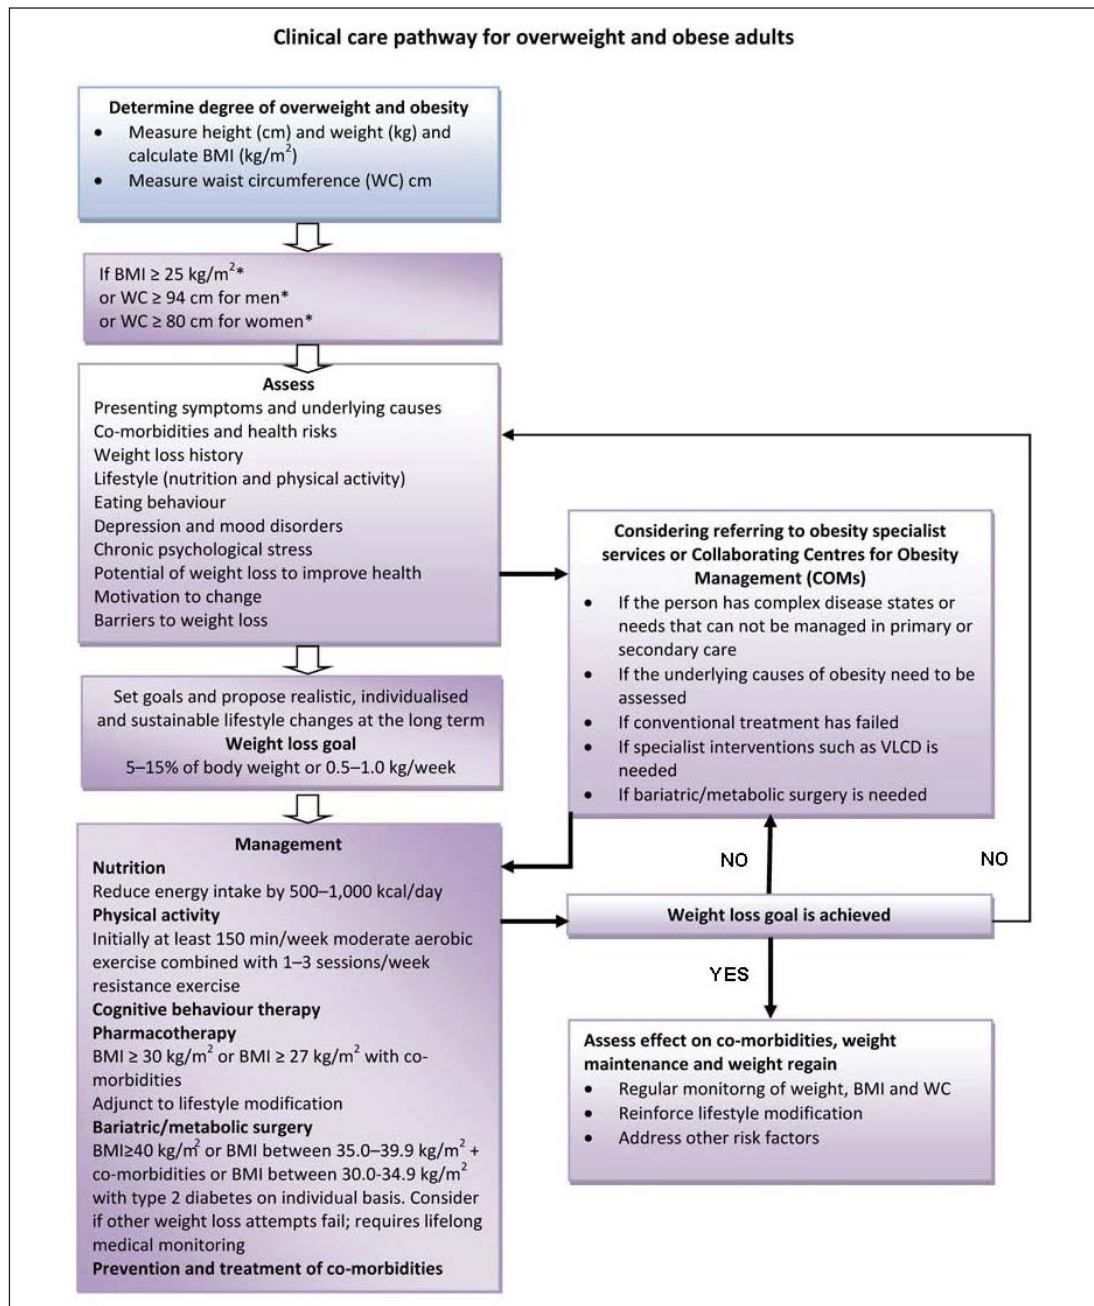 Clinical care pathway for overweight and obese adults
Determine degree of overweight and obesity
• Measure height (cm) and weight (kg) and
calculate BMI (kg/m²)
• Measure waist circumference (WC) cm
If BMI ≥ 25 kg/m²*
or WC ≥ 94 cm for men*
or WC ≥ 80 cm for women*
Assess
Presenting symptoms and underlying causes
Co-morbidities and health risks
Weight loss history
Lifestyle (nutrition and physical activity)
Eating behaviour
Depression and mood disorders
Chronic psychological stress
Potential of weight loss to improve health
Motivation to change
Barriers to weight loss
Considering referring to obesity specialist
services or Collaborating Centres for Obesity
Management (COMs)
• If the person has complex disease states or
needs that can not be managed in primary or
secondary care
• If the underlying causes of obesity need to be
assessed
• If conventional treatment has failed
• If specialist interventions such as VLCD is
needed
• If bariatric/metabolic surgery is needed
Set goals and propose realistic, individualised
and sustainable lifestyle changes at the long term
Weight loss goal
5–15% of body weight or 0.5–1.0 kg/week
Management
Nutrition
Reduce energy intake by 500–1,000 kcal/day
Physical activity
Initially at least 150 min/week moderate aerobic
exercise combined with 1–3 sessions/week
resistance exercise
Cognitive behaviour therapy
Pharmacotherapy
BMI ≥ 30 kg/m² or BMI ≥ 27 kg/m² with co-
morbidities
Adjunct to lifestyle modification
Bariatric/metabolic surgery
BMI≥40 kg/m² or BMI between 35.0–39.9 kg/m² +
co-morbidities or BMI between 30.0-34.9 kg/m²
with type 2 diabetes on individual basis. Consider
if other weight loss attempts fail; requires lifelong
medical monitoring
Prevention and treatment of co-morbidities
NO
NO
Weight loss goal is achieved
YES
Assess effect on co-morbidities, weight
maintenance and weight regain
• Regular monitorng of weight, BMI and WC
• Reinforce lifestyle modification
• Address other risk factors